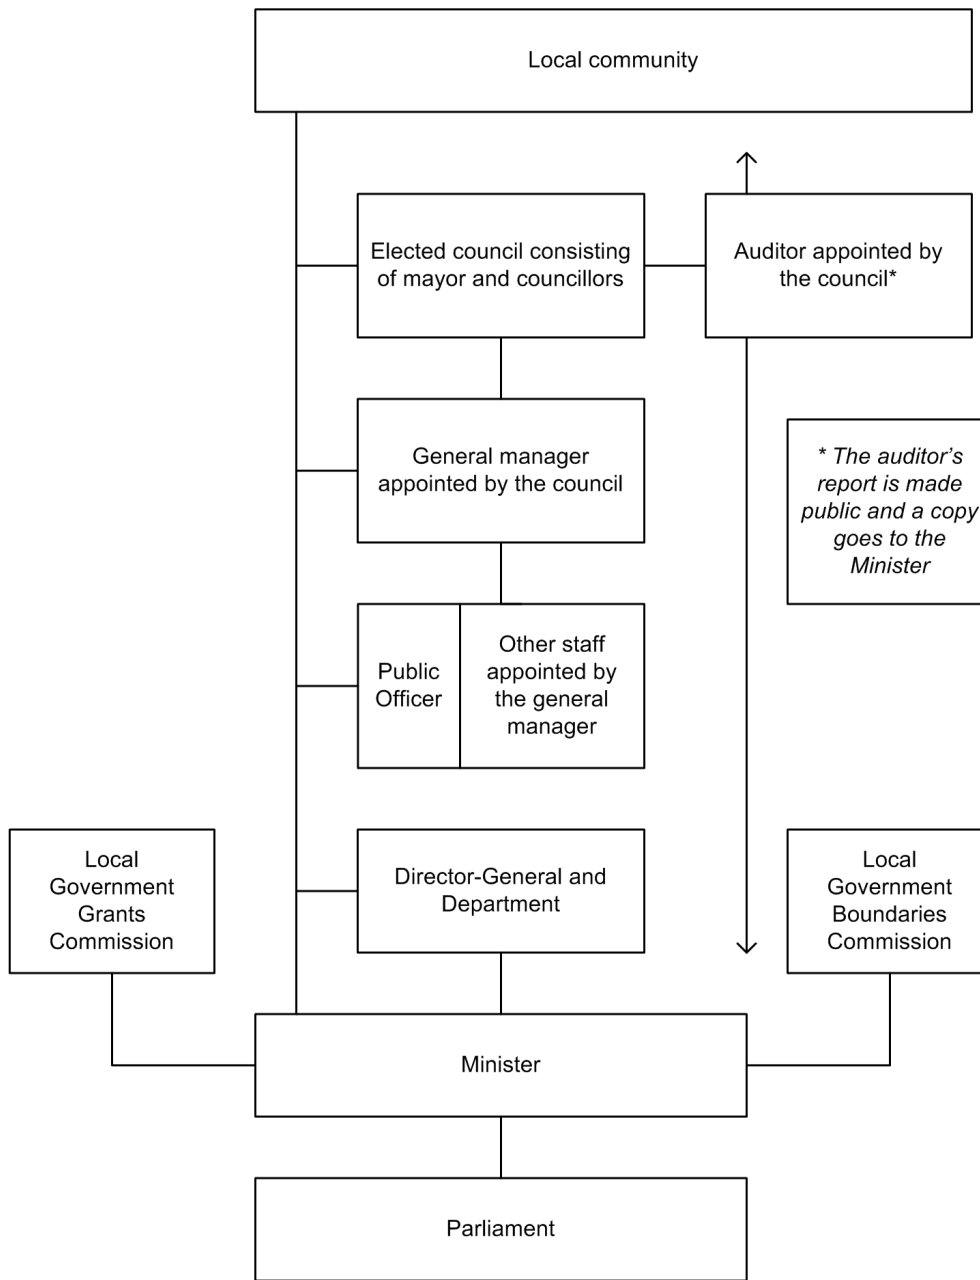 Local community
Elected council consisting
of mayor and councillors
Auditor appointed by
the council*
General manager
appointed by the council
* The auditor’s
report is made
public and a copy
goes to the
Minister
Public
Officer
Other staff
appointed by
the general
manager
Local
Government
Grants
Commission
Director-General and
Department
Local
Government
Boundaries
Commission
Minister
Parliament